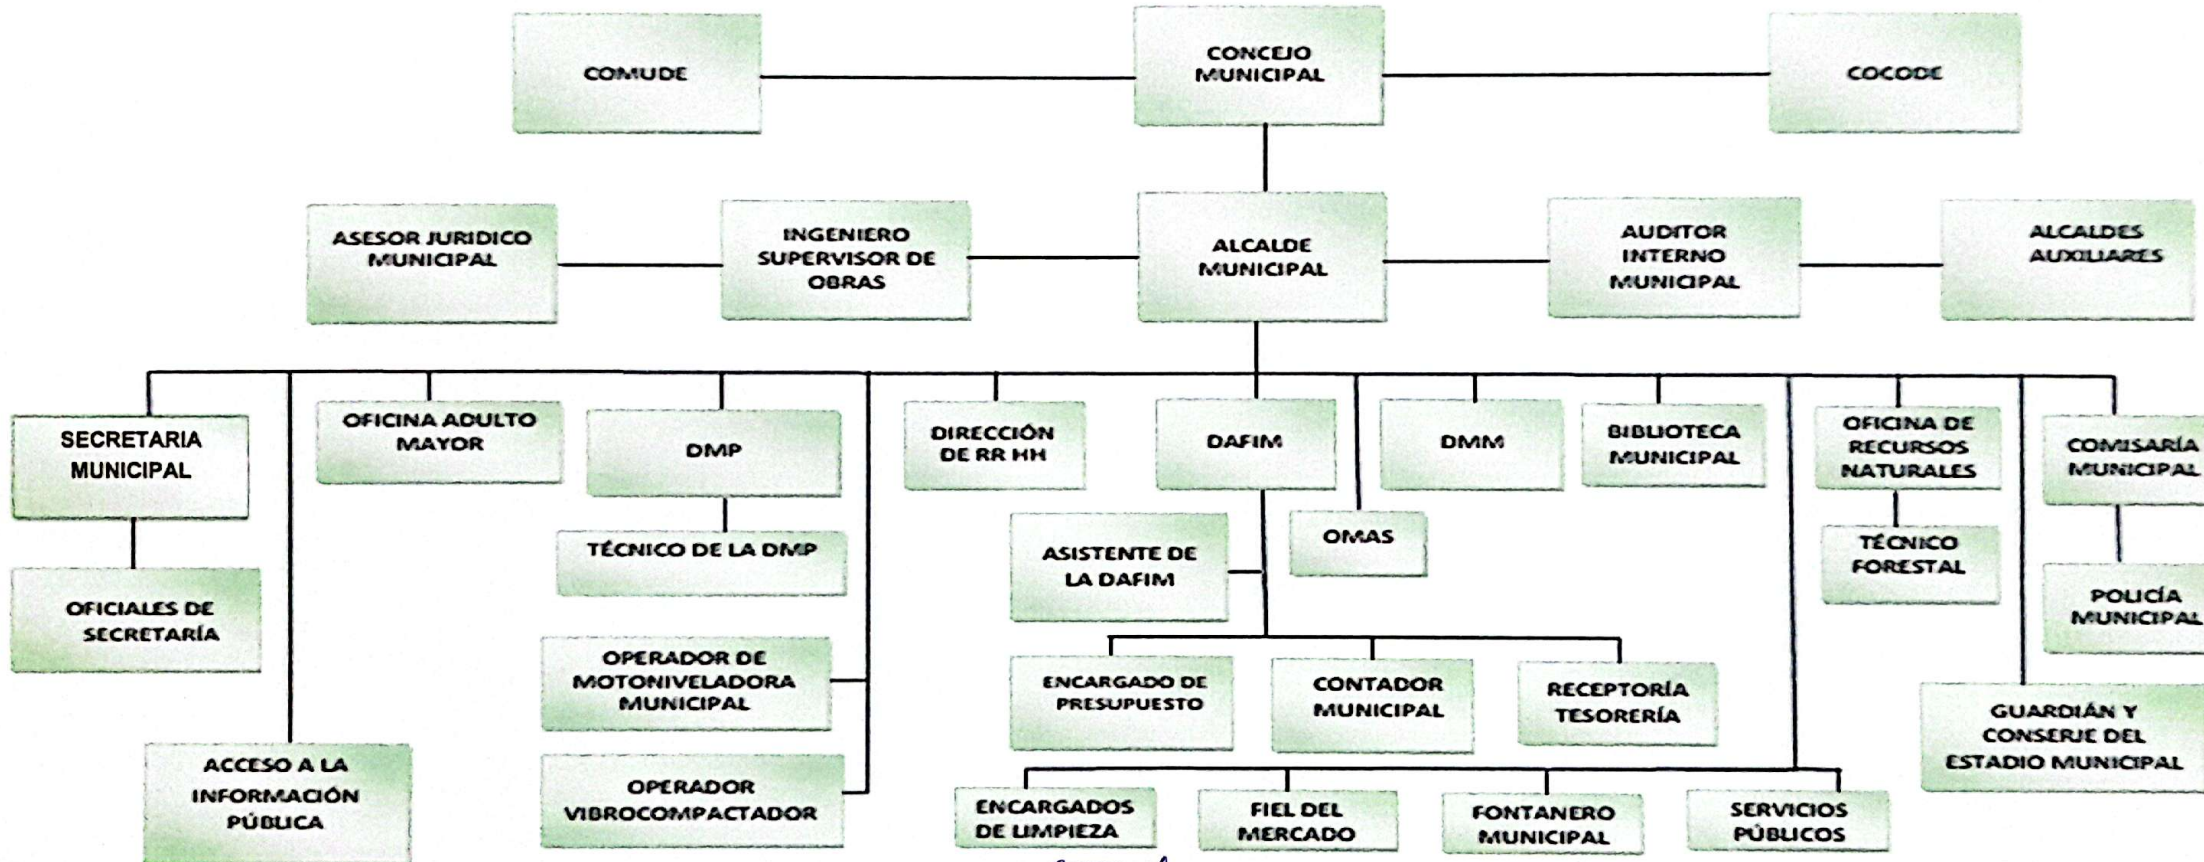 COMUDE
CONCEJO
MUNICIPAL
COCODE
ASESOR JURIDICO
MUNICIPAL
INGENIERO
SUPERVISOR DE
OBRAS
ALCALDE
MUNICIPAL
AUDITOR
INTERNO
MUNICIPAL
ALCALDES
AUXILIARES
SECRETARIA
MUNICIPAL
OFICINA ADULTO
MAYOR
DMP
DIRECCIÓN
DE RR HH
DAFIM
DMM
BIBLIOTECA
MUNICIPAL
OFICINA DE
RECURSOS
NATURALES
COMISARÍA
MUNICIPAL
OFICIALES DE
SECRETARÍA
TÉCNICO DE LA DMP
ASISTENTE DE
LA DAFIM
OMAS
TÉCNICO
FORESTAL
POLICÍA
MUNICIPAL
OPERADOR DE
MOTONIVELADORA
MUNICIPAL
ENCARGADO DE
PRESUPUESTO
CONTADOR
MUNICIPAL
RECEPTORÍA
TESORERÍA
GUARDIÁN Y
CONSERJE DEL
ESTADIO MUNICIPAL
ACCESO A LA
INFORMACIÓN
PÚBLICA
OPERADOR
VIBROCOMPACTADOR
ENCARGADOS
DE LIMPIEZA
FIEL DEL
MERCADO
FONTANERO
MUNICIPAL
SERVICIOS
PÚBLICOS